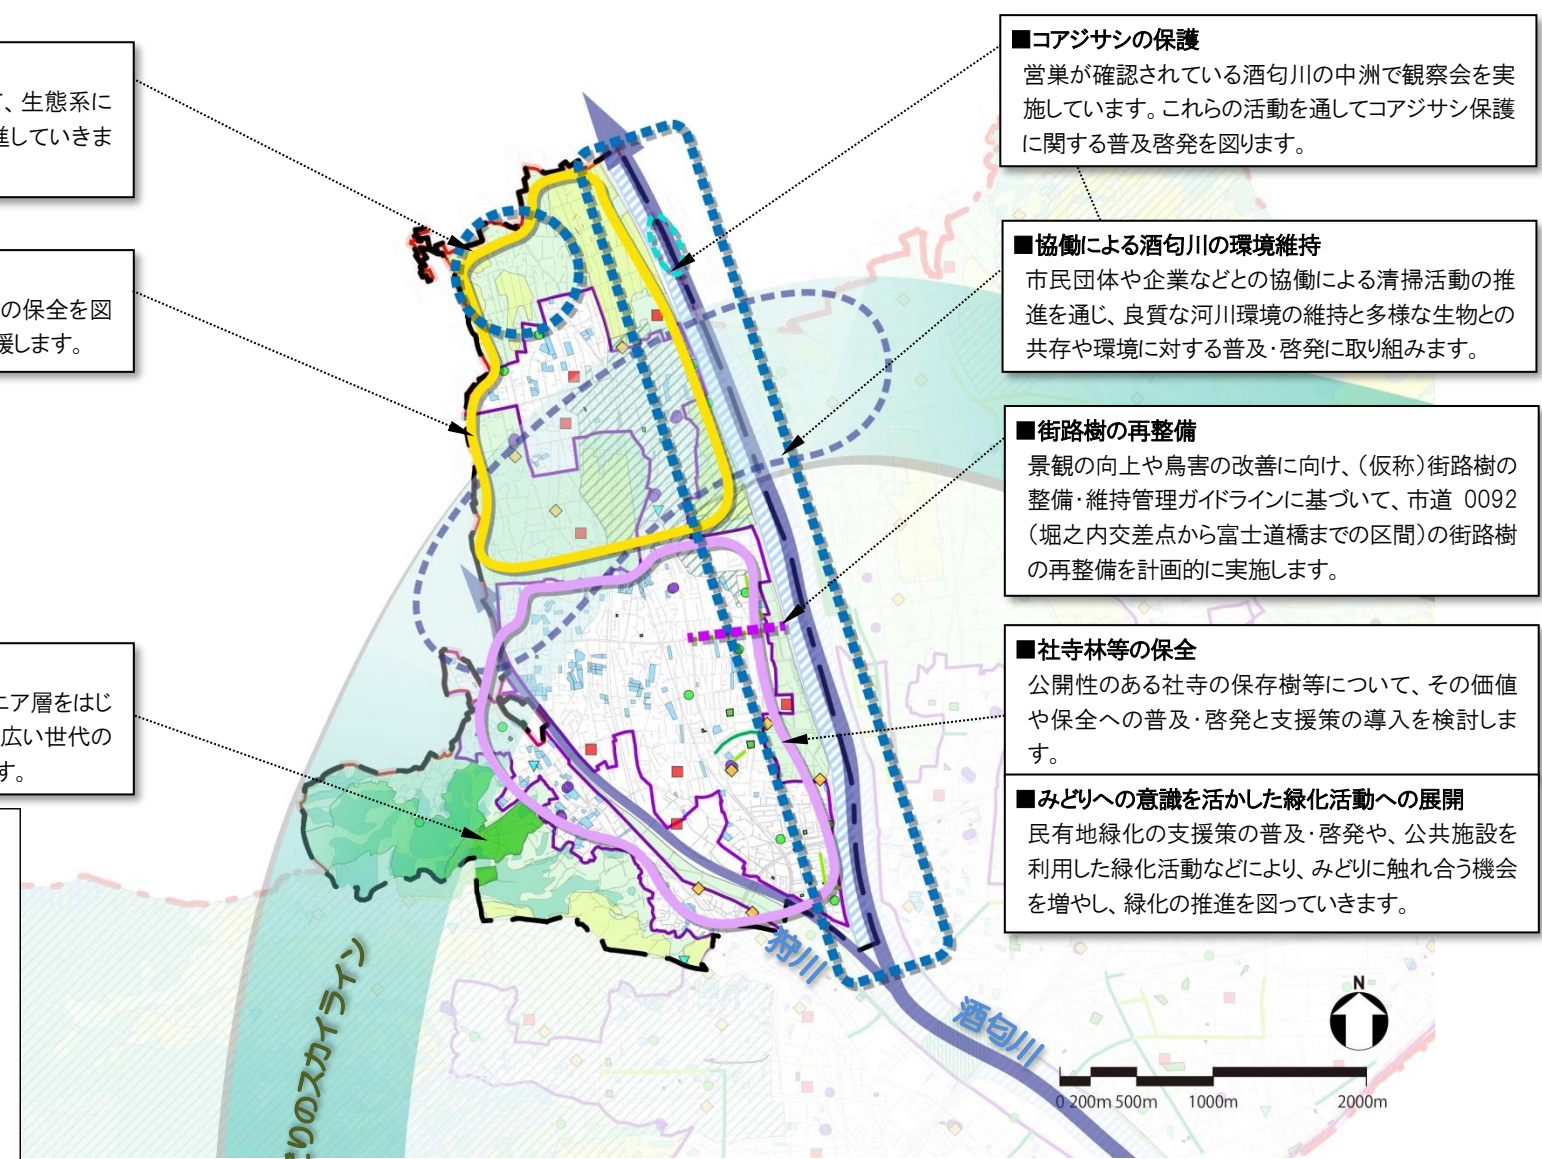 て、生態系に
進していきま
の保全を図
援します。
ニア層をはじ
広い世代の
す。
■コアジサシの保護
営巣が確認されている酒匂川の中洲で観察会を実
施しています。これらの活動を通してコアジサシ保護
に関する普及啓発を図ります。
■協働による酒匂川の環境維持
市民団体や企業などとの協働による清掃活動の推
進を通じ、良質な河川環境の維持と多様な生物との
共存や環境に対する普及・啓発に取り組みます。
■街路樹の再整備
景観の向上や鳥害の改善に向け、（仮称）街路樹の
整備・維持管理ガイドラインに基づいて、市道 0092
（堀之内交差点から富士道橋までの区間）の街路樹
の再整備を計画的に実施します。
■社寺林等の保全
公開性のある社寺の保存樹等について、その価値
や保全への普及・啓発と支援策の導入を検討しま
す。
■みどりへの意識を活かした緑化活動への展開
民有地緑化の支援策の普及・啓発や、公共施設を
利用した緑化活動などにより、みどりに触れ合う機会
を増やし、緑化の推進を図っていきます。
狩川
酒匂川
りのスカイライン
N
0 200m 500m 1000m 2000m